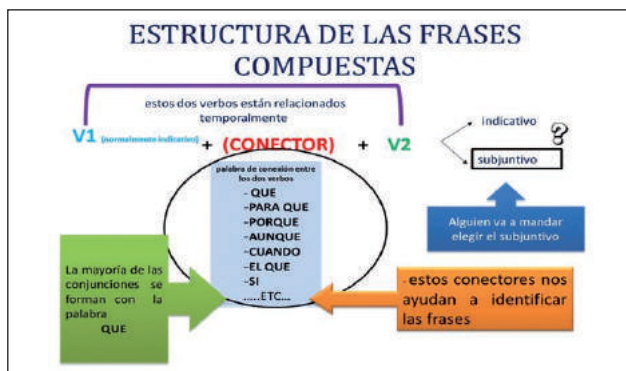 ESTRUCTURA DE LAS FRASES
COMPUESTAS
estos dos verbos están relacionados
temporalmente
V1 (normalmente indicativo) + (CONECTOR) + V2
indicativo
?
subjuntivo
palabra de conexión entre
los dos verbos
- QUE
-PARA QUE
-PORQUE
-AUNQUE
-CUANDO
-EL QUE
-SI
.....ETC...
Alguien va a mandar
elegir el subjuntivo
La mayoría de las
conjunciones se
forman con la
palabra
QUE
-estos conectores nos
ayudan a identificar
las frases